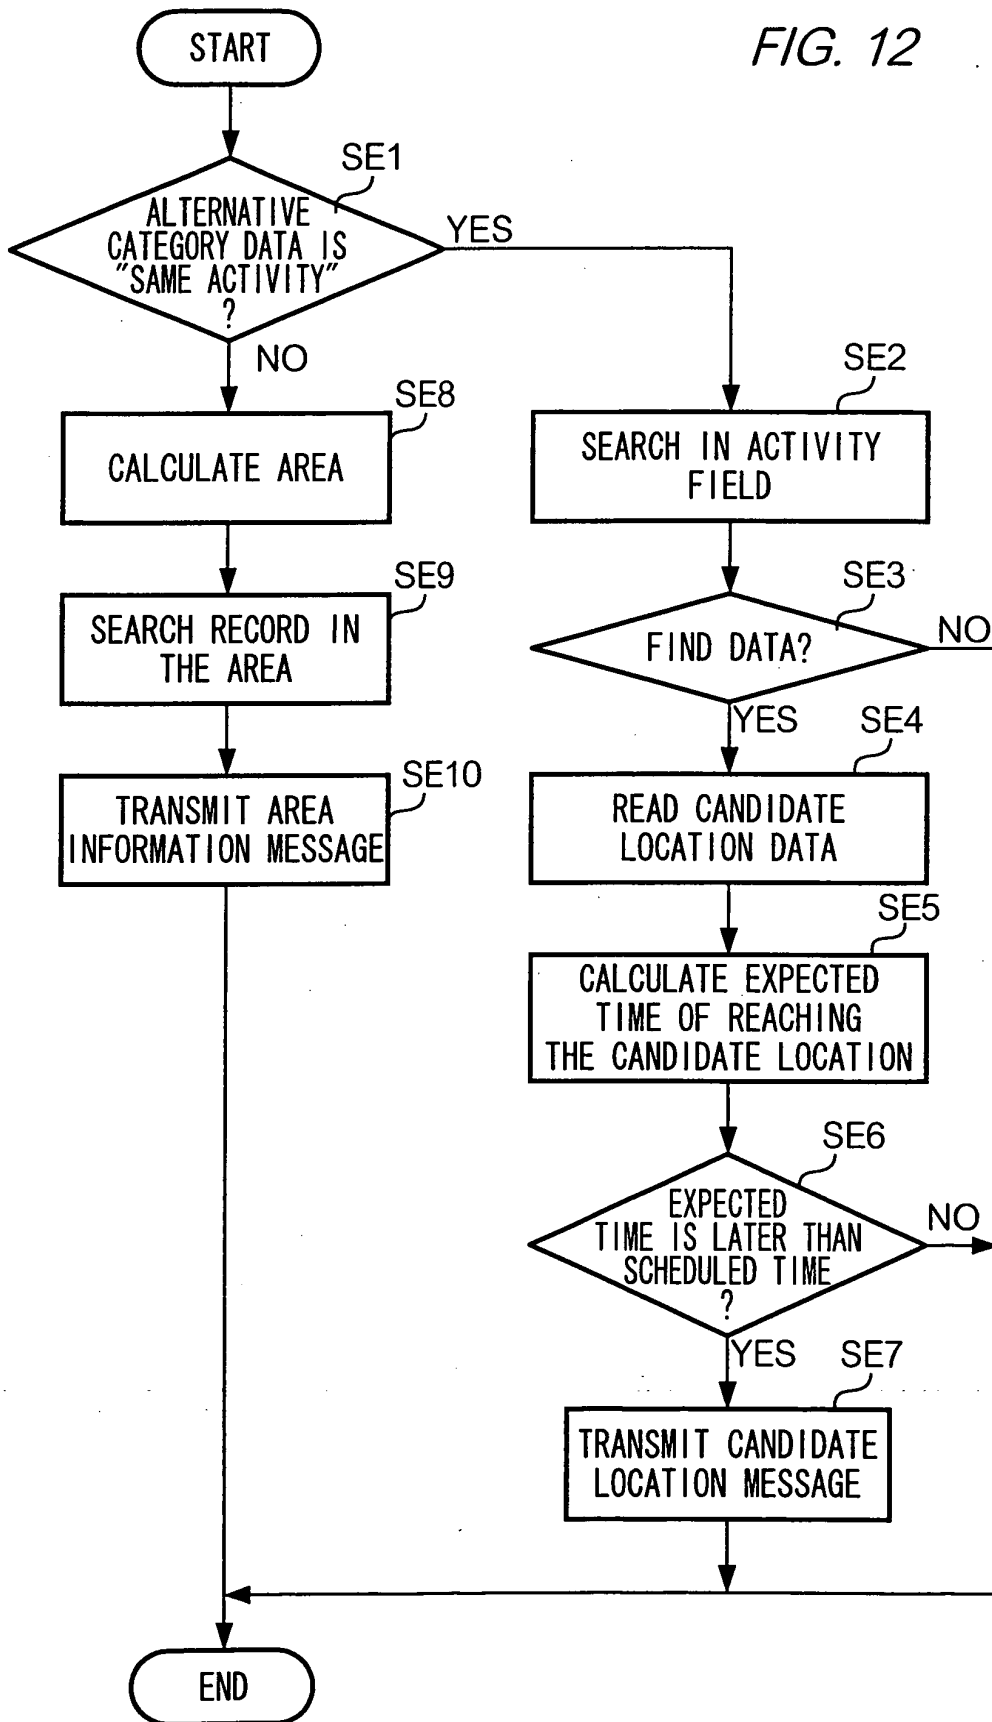 FIG. 12
START
SE1
ALTERNATIVE
CATEGORY DATA IS
"SAME ACTIVITY"
?
YES
NO
SE8
CALCULATE AREA
SE9
SEARCH RECORD IN
THE AREA
SE10
TRANSMIT AREA
INFORMATION MESSAGE
SE2
SEARCH IN ACTIVITY
FIELD
SE3
FIND DATA?
NO
YES
SE4
READ CANDIDATE
LOCATION DATA
SE5
CALCULATE EXPECTED
TIME OF REACHING
THE CANDIDATE LOCATION
SE6
EXPECTED
TIME IS LATER THAN
SCHEDULED TIME
?
NO
YES
SE7
TRANSMIT CANDIDATE
LOCATION MESSAGE
END